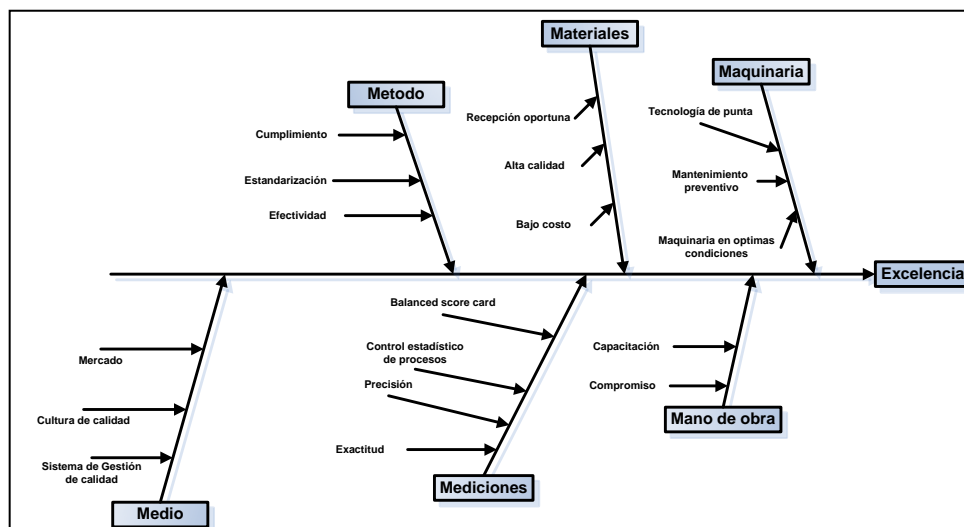 Materiales
Maquinaria
Metodo
Tecnología de punta
Recepción oportuna
Cumplimiento
Alta calidad
Mantenimiento
preventivo
Estandarización
Efectividad
Bajo costo
Maquinaria en optimas
condiciones
Excelencia
Balanced score card
Control estadístico
de procesos
Capacitación
Mercado
Precisión
Compromiso
Cultura de calidad
Mano de obra
Exactitud
Sistema de Gestión
de calidad
Mediciones
Medio